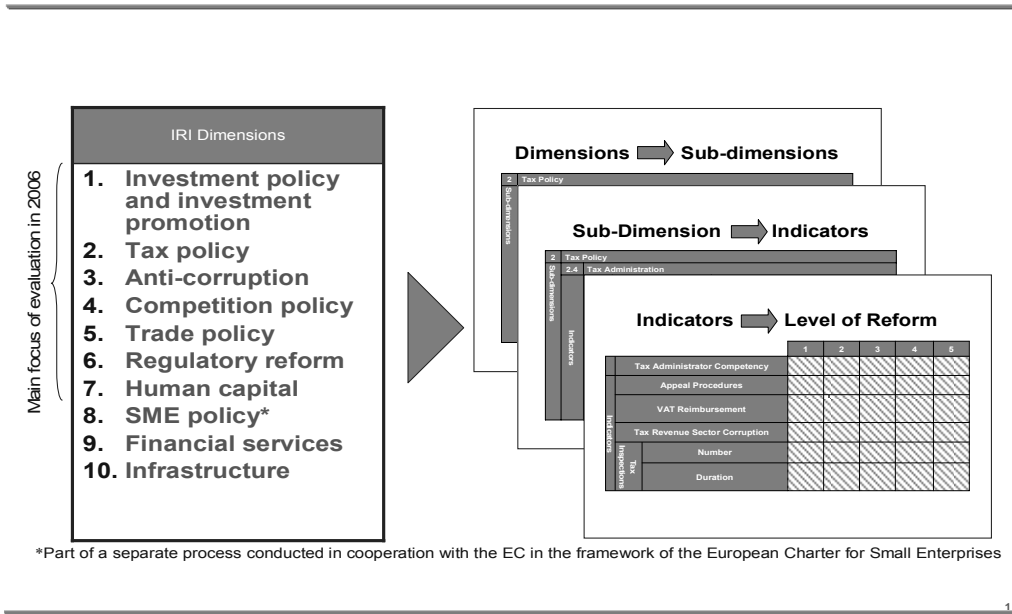 IRI Dimensions
Main focus of evaluation in 2006
1. Investment policy
and investment
promotion
2. Tax policy
3. Anti-corruption
4. Competition policy
5. Trade policy
6. Regulatory reform
7. Human capital
8. SME policy*
9. Financial services
10. Infrastructure
Dimensions Sub-dimensions
2 Tax Policy
Sub-dimensions
Sub-Dimension Indicators
2 Tax Policy
2.4 Tax Administration
Sub-dimensions
Indicators
Indicators Level of Reform
1 2 3 4 5
Indicators
Tax Administrator Competency
Appeal Procedures
VAT Reimbursement
Tax Revenue Sector Corruption
Tax
Inspections
Number
Duration
*Part of a separate process conducted in cooperation with the EC in the framework of the European Charter for Small Enterprises
1